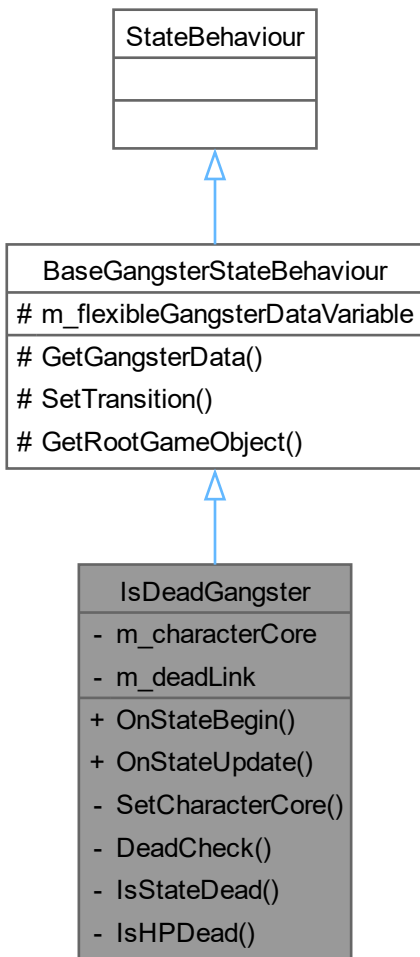 StateBehaviour
BaseGangsterStateBehaviour
# m_flexibleGangsterDataVariable
# GetGangsterData()
# SetTransition()
# GetRootGameObject()
IsDeadGangster
- m_characterCore
- m_deadLink
+ OnStateBegin()
+ OnStateUpdate()
- SetCharacterCore()
- DeadCheck()
- IsStateDead()
- IsHPDead()